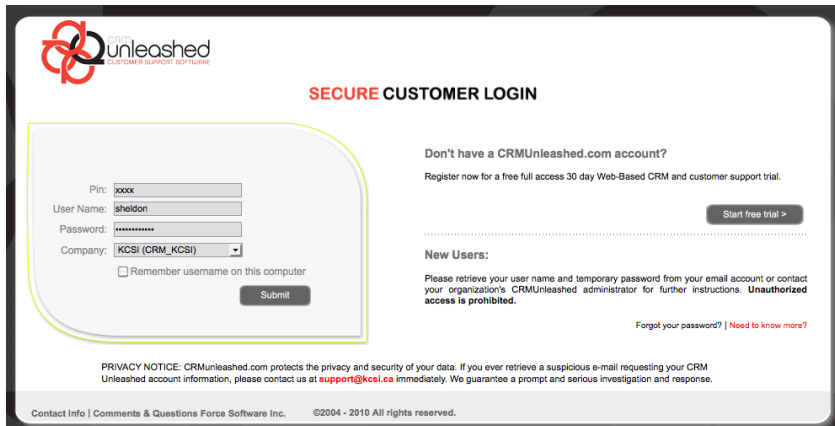 CRM
unleashed
CUSTOMER SUPPORT SOFTWARE
SECURE CUSTOMER LOGIN
Pin: xxxx
User Name: sheldon
Password: ••••••••••••
Company: KCSI (CRM_KCSI)
Remember username on this computer
Submit
Don't have a CRMUnleashed.com account?
Register now for a free full access 30 day Web-Based CRM and customer support trial.
Start free trial >
New Users:
Please retrieve your user name and temporary password from your email account or contact
your organization's CRMUnleashed administrator for further instructions. Unauthorized
access is prohibited.
Forgot your password? | Need to know more?
PRIVACY NOTICE: CRMunleashed.com protects the privacy and security of your data. If you ever retrieve a suspicious e-mail requesting your CRM
Unleashed account information, please contact us at support@kcsi.ca immediately. We guarantee a prompt and serious investigation and response.
Contact Info | Comments & Questions Force Software Inc. ©2004 - 2010 All rights reserved.